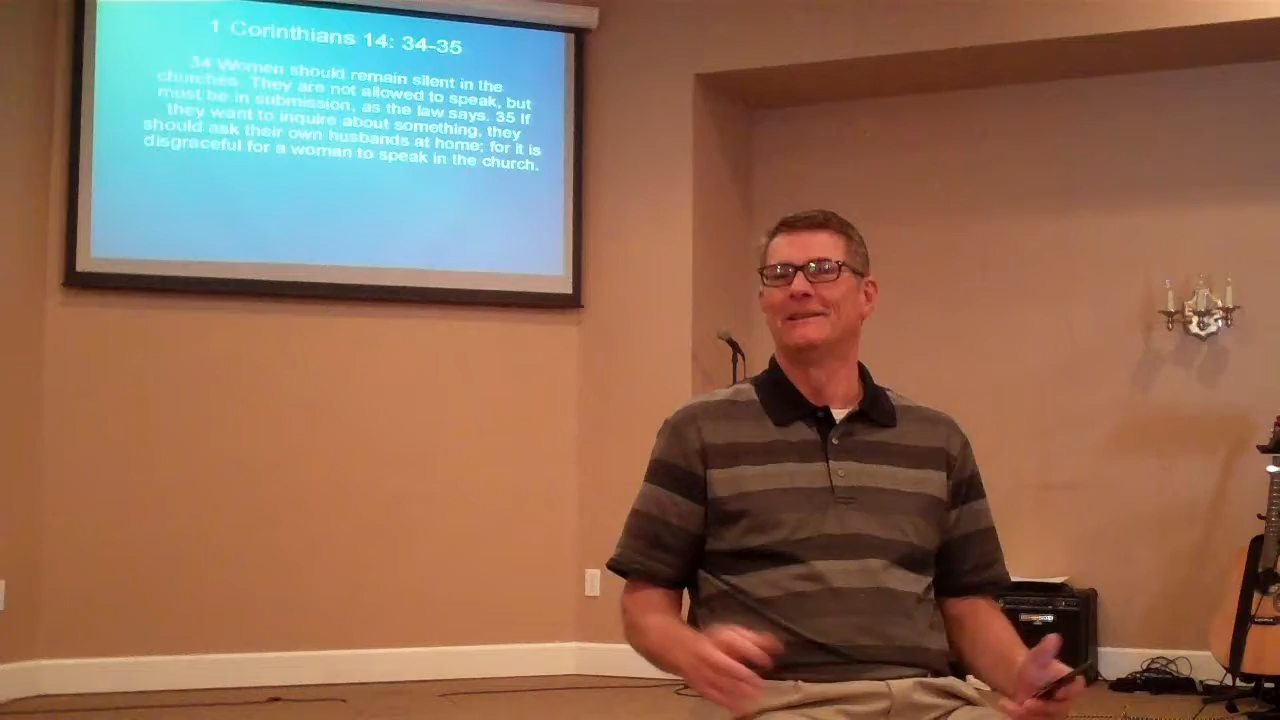 1 Corinthians 14: 34-35
34 Women should remain silent in the
churches. They are not allowed to speak, but
must be in submission, as the law says. 35 If
they want to inquire about something, they
should ask their own husbands at home; for it is
disgraceful for a woman to speak in the church.